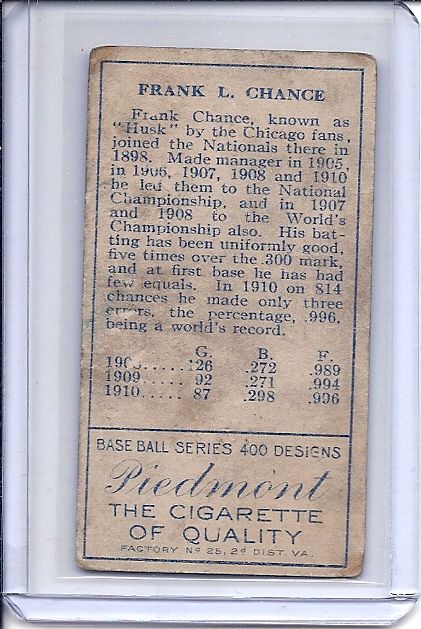 FRANK L. CHANCE
Frank Chance, known as
"Husk" by the Chicago fans,
joined the Nationals there in
1898. Made manager in 1905,
in 1906, 1907, 1908 and 1910
he led them to the National
Championship, and in 1907
and 1908 to the World's
Championship also. His bat-
ting has been uniformly good,
five times over the .300 mark,
and at first base he has had
few equals. In 1910 on 814
chances he made only three
errors, the percentage, .996.
being a world's record.
G. B. F.
1908.....126 .272 .989
1909..... 92 .271 .994
1910..... 87 .298 .996
BASE BALL SERIES 400 DESIGNS
Piedmont
THE CIGARETTE
OF QUALITY
FACTORY Nº 25, 2d DIST. VA.